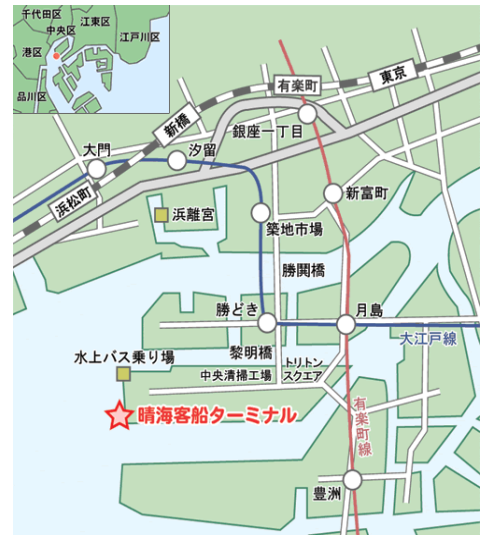 千代田区
中央区
江東区
江戸川区
港区
品川区
有楽町
東京
新橋
銀座一丁目
大門
汐留
浜松町
新富町
浜離宮
築地市場
勝鬨橋
勝どき
月島
大江戸線
黎明橋
水上バス乗り場
中央清掃工場
トリトン
スクエア
晴海客船ターミナル
有楽町線
豊洲